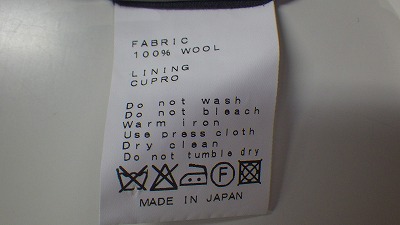 FABRIC
100% WOOL
LINING
CUPRO
Do not wash
Do not bleach
Warm iron
Use press cloth
Dry clean
Do not tumble dry
F
MADE IN JAPAN